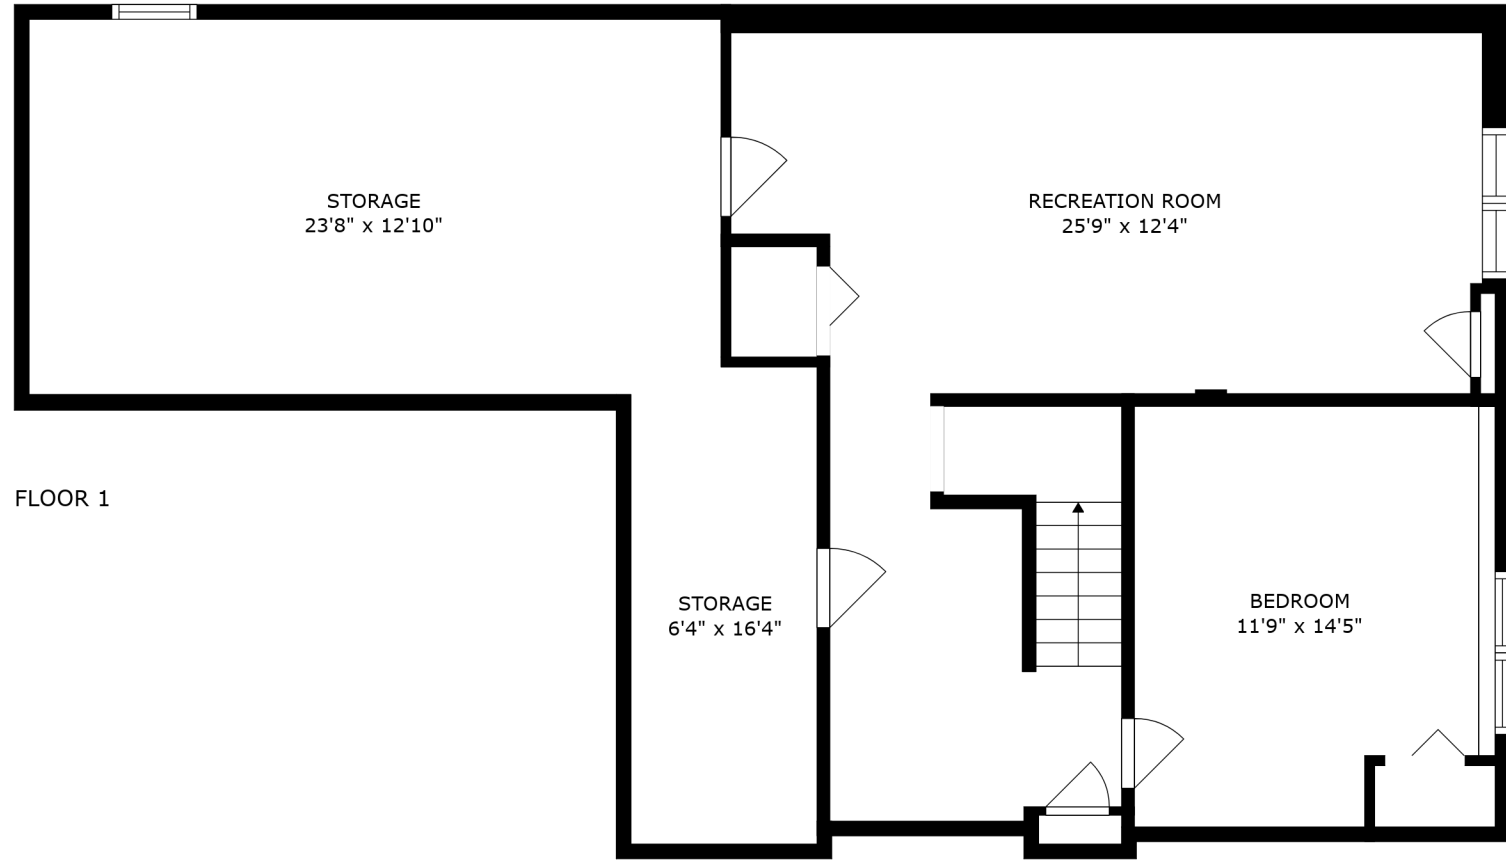 STORAGE
23'8" x 12'10"
RECREATION ROOM
25'9" x 12'4"
FLOOR 1
STORAGE
6'4" x 16'4"
BEDROOM
11'9" x 14'5"